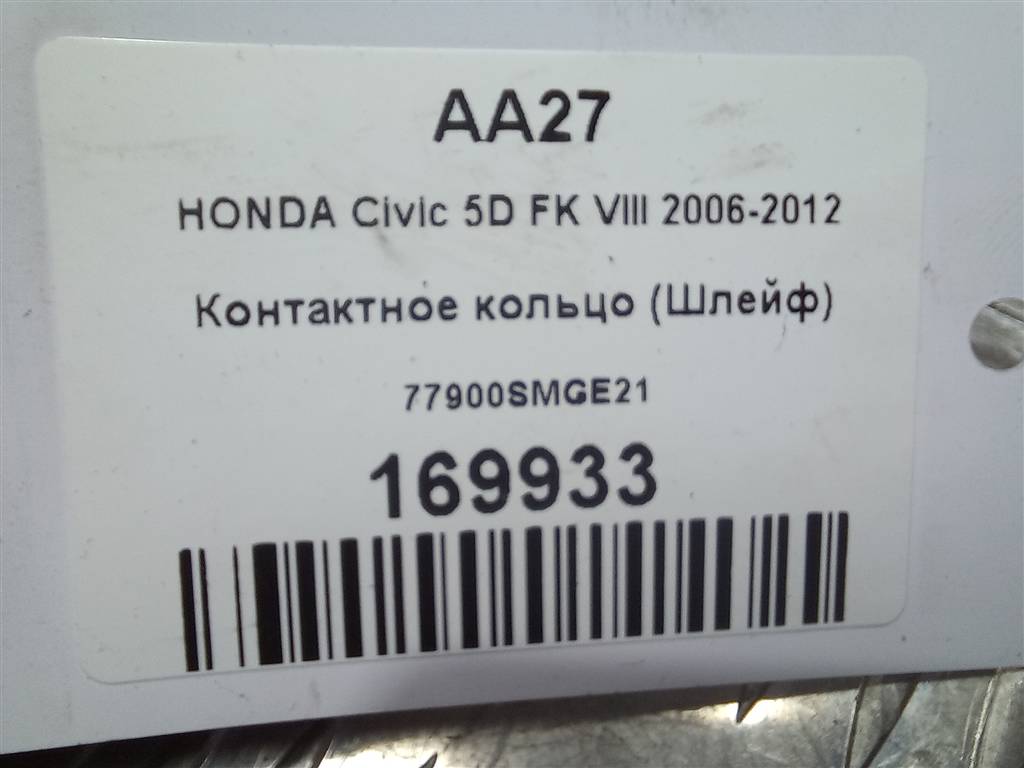 AA27
HONDA Civic 5D FK VIII 2006-2012
Контактное кольцо (Шлейф)
77900SMGE21
169933